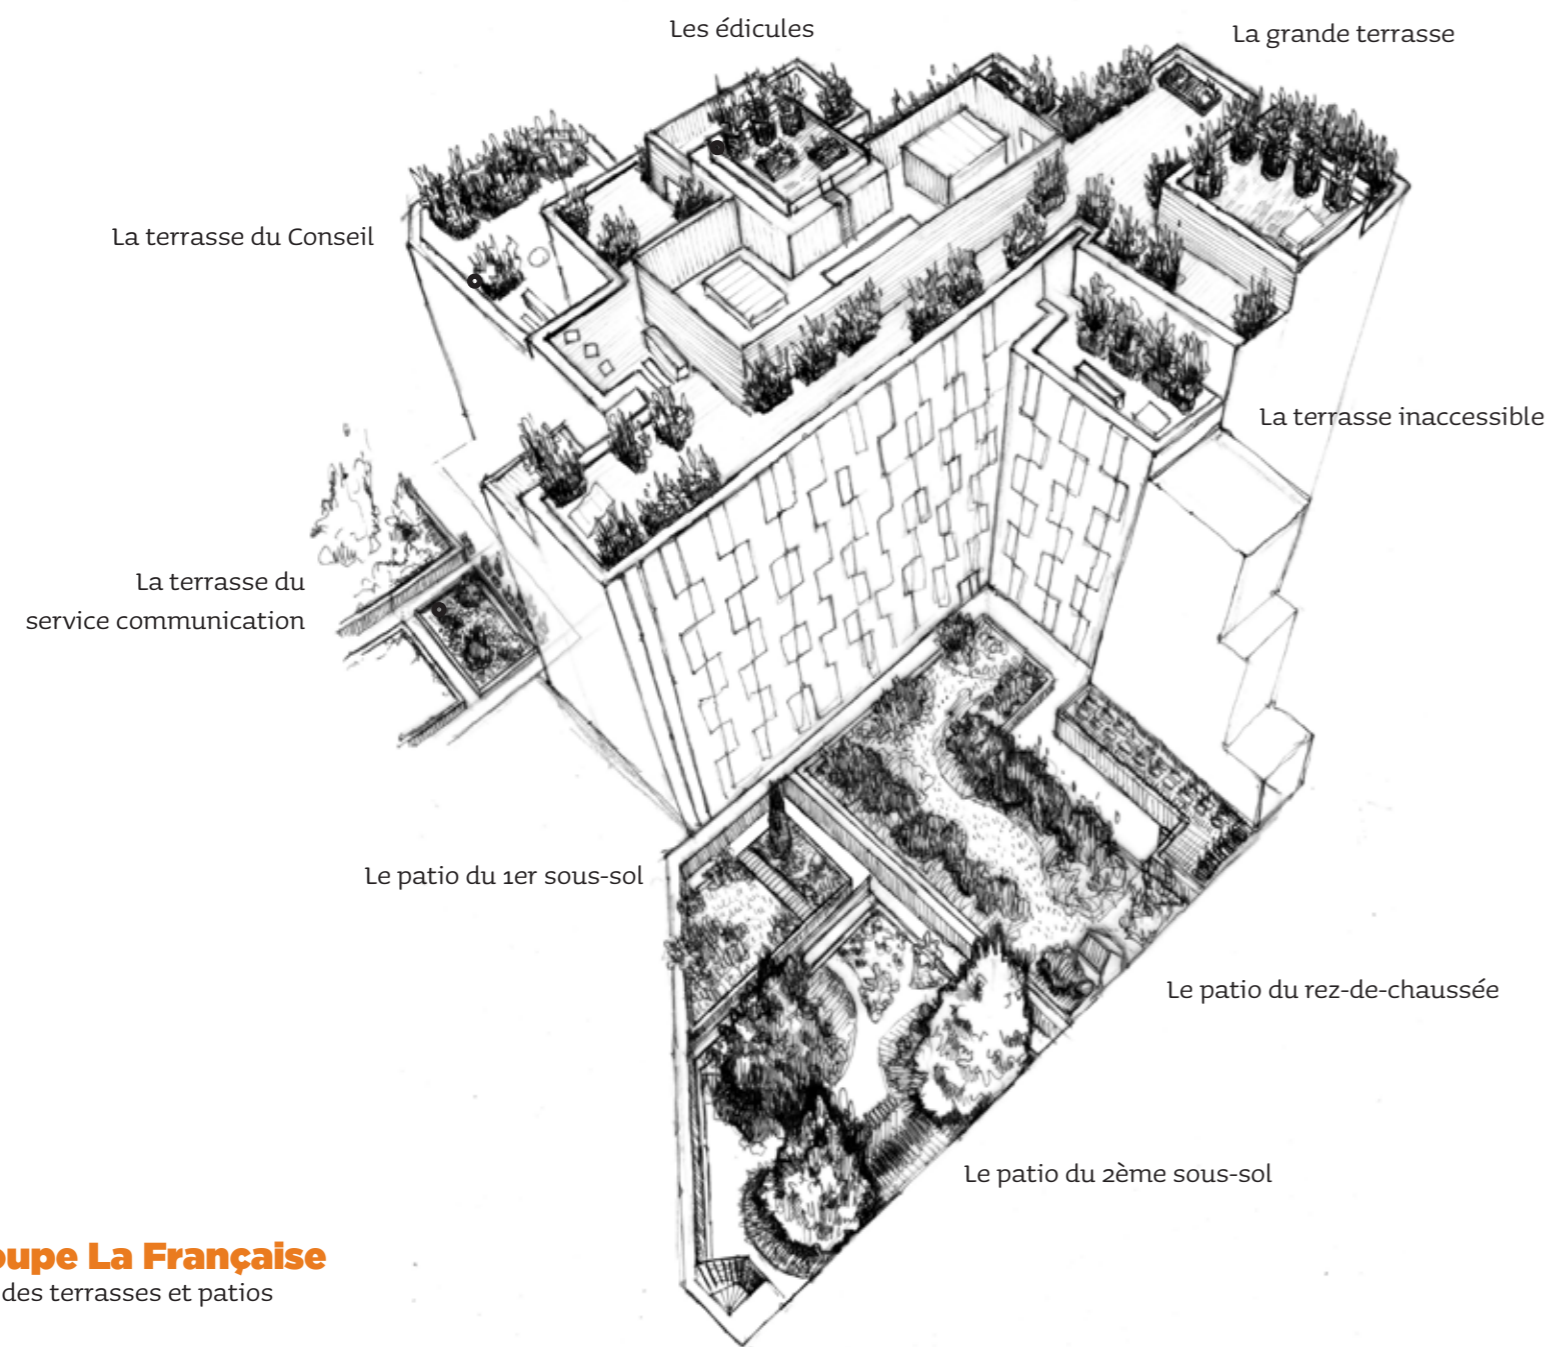 Les édicules
La grande terrasse
La terrasse du Conseil
La terrasse inaccessible
La terrasse du
service communication
Le patio du 1er sous-sol
Le patio du rez-de-chaussée
Le patio du 2ème sous-sol
oupe La Française
des terrasses et patios